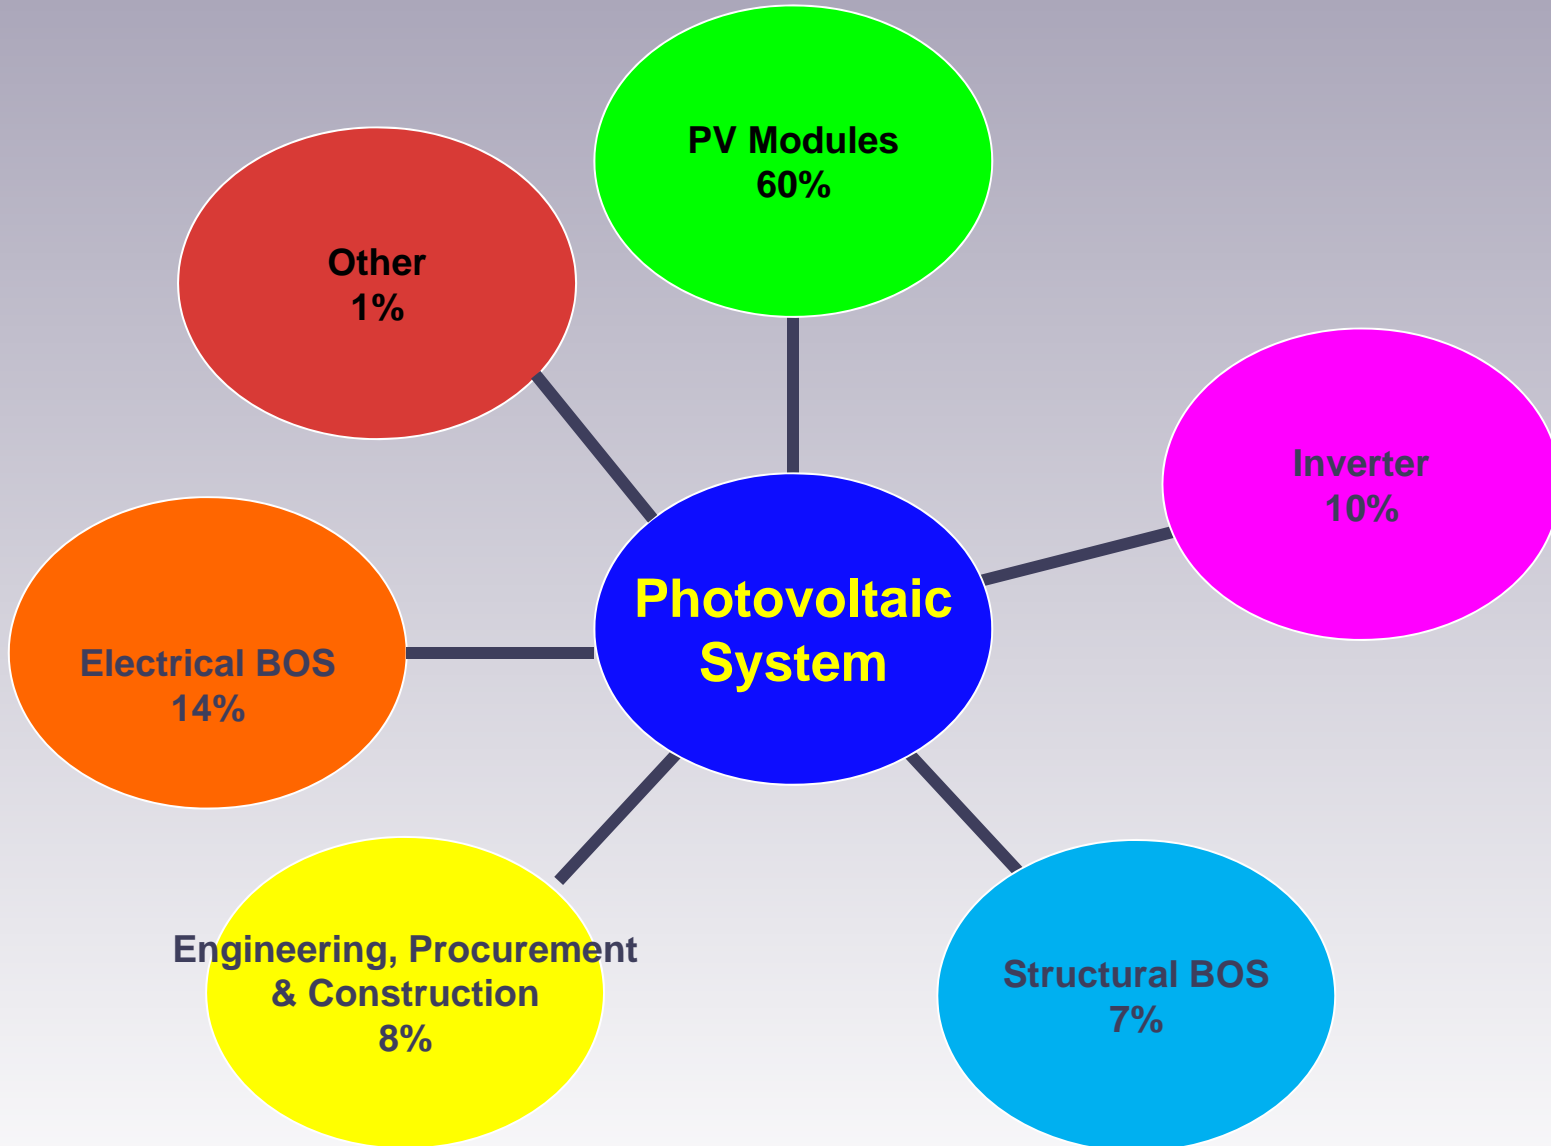 PV Modules
60%
Other
1%
Inverter
10%
Photovoltaic
System
Electrical BOS
14%
Engineering, Procurement
& Construction
8%
Structural BOS
7%